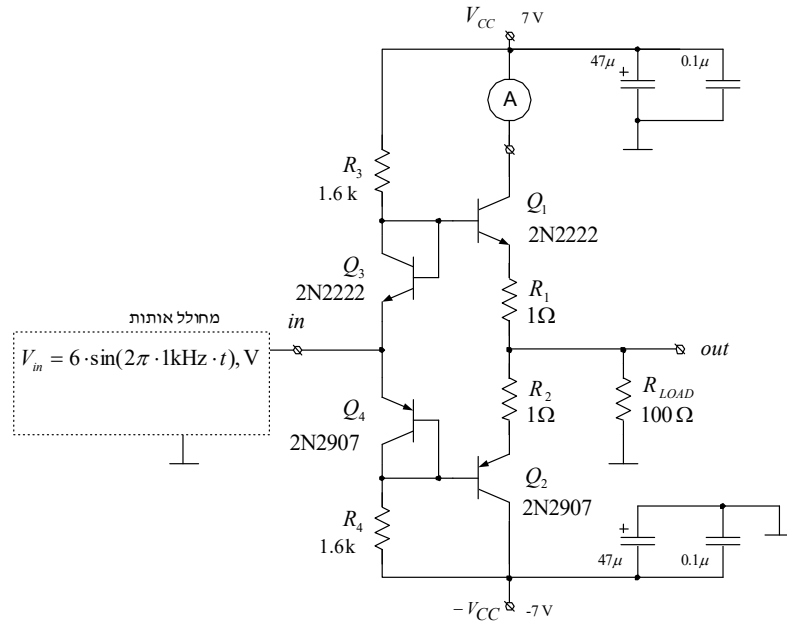 V_CC 7 V
47μ + 0.1μ
A
R_3
1.6 k
Q_1
2N2222
Q_3
2N2222
R_1
1Ω
מחולל אותות
in
V_in = 6·sin(2π·1kHz·t), V
out
R_2
1Ω
R_LOAD
100 Ω
Q_4
2N2907
Q_2
2N2907
R_4
1.6k
+
47μ 0.1μ
−V_CC -7 V